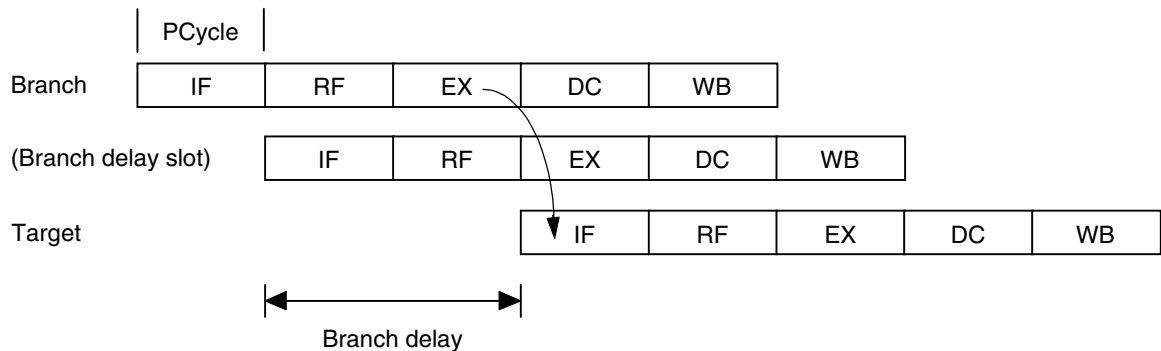 PCycle
Branch IF RF EX DC WB
(Branch delay slot) IF RF EX DC WB
Target IF RF EX DC WB
Branch delay